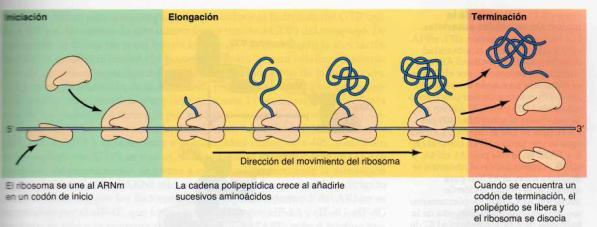 Iniciación
Elongación
Terminación
5'
3'
Dirección del movimiento del ribosoma
El ribosoma se une al ARNm
en un codón de inicio
La cadena polipeptídica crece al añadirle
sucesivos aminoácidos
Cuando se encuentra un
codón de terminación, el
polipéptido se libera y
el ribosoma se disocia